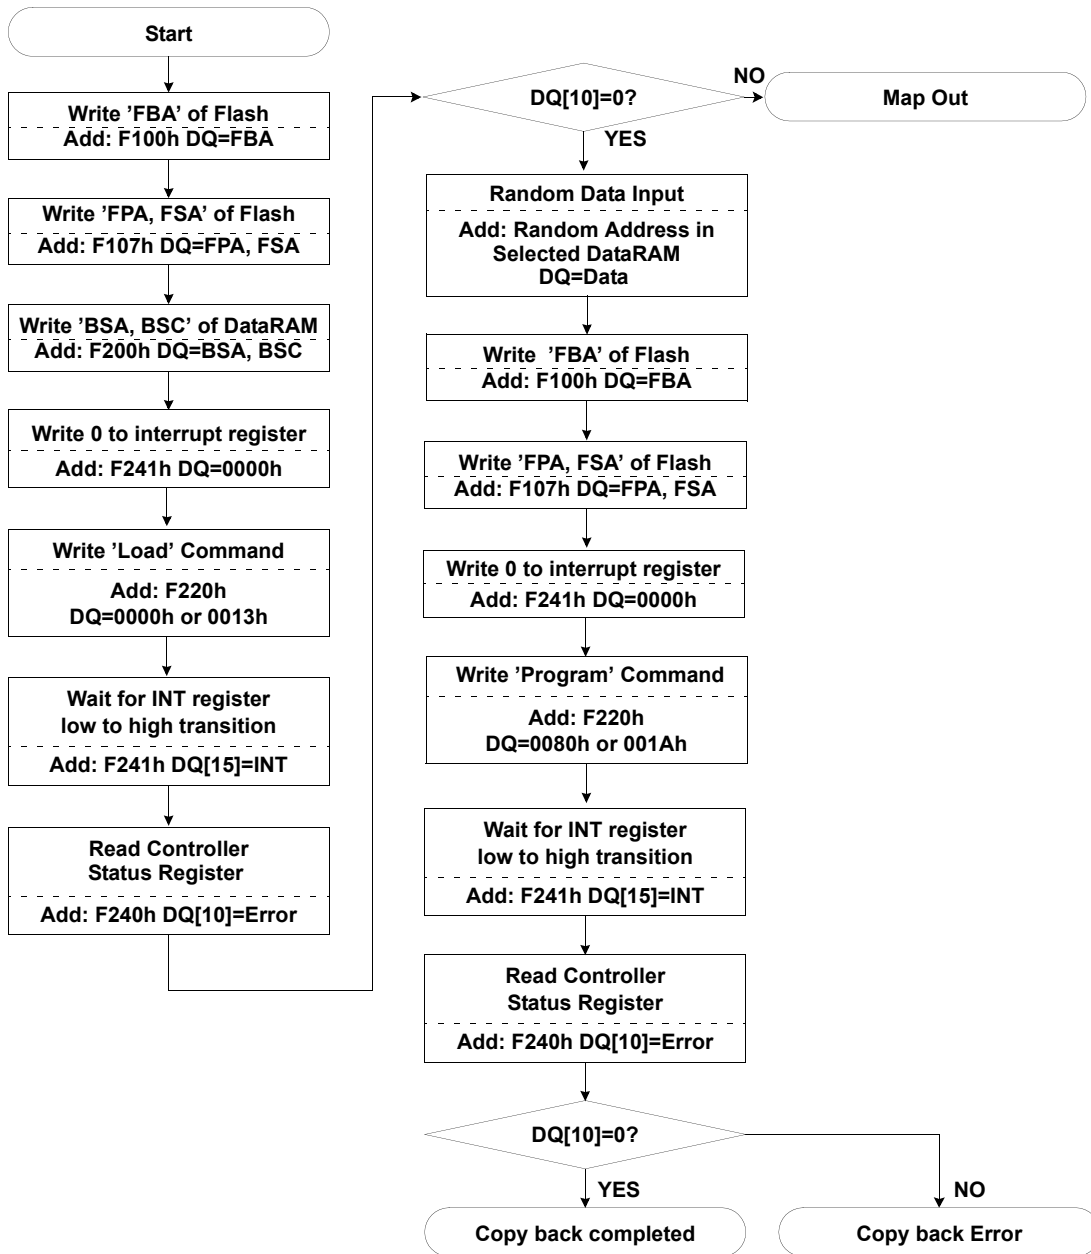 Start
Write ’FBA’ of Flash
Add: F100h DQ=FBA
Write ’FPA, FSA’ of Flash
Add: F107h DQ=FPA, FSA
Write ’BSA, BSC’ of DataRAM
Add: F200h DQ=BSA, BSC
Write 0 to interrupt register
Add: F241h DQ=0000h
Write ’Load’ Command
Add: F220h
DQ=0000h or 0013h
Wait for INT register
low to high transition
Add: F241h DQ[15]=INT
Read Controller
Status Register
Add: F240h DQ[10]=Error
DQ[10]=0?
NO
Map Out
YES
Random Data Input
Add: Random Address in
Selected DataRAM
DQ=Data
Write  ’FBA’ of Flash
Add: F100h DQ=FBA
Write ’FPA, FSA’ of Flash
Add: F107h DQ=FPA, FSA
Write 0 to interrupt register
Add: F241h DQ=0000h
Write ’Program’ Command
Add: F220h
DQ=0080h or 001Ah
Wait for INT register
low to high transition
Add: F241h DQ[15]=INT
Read Controller
Status Register
Add: F240h DQ[10]=Error
DQ[10]=0?
YES
NO
Copy back completed
Copy back Error